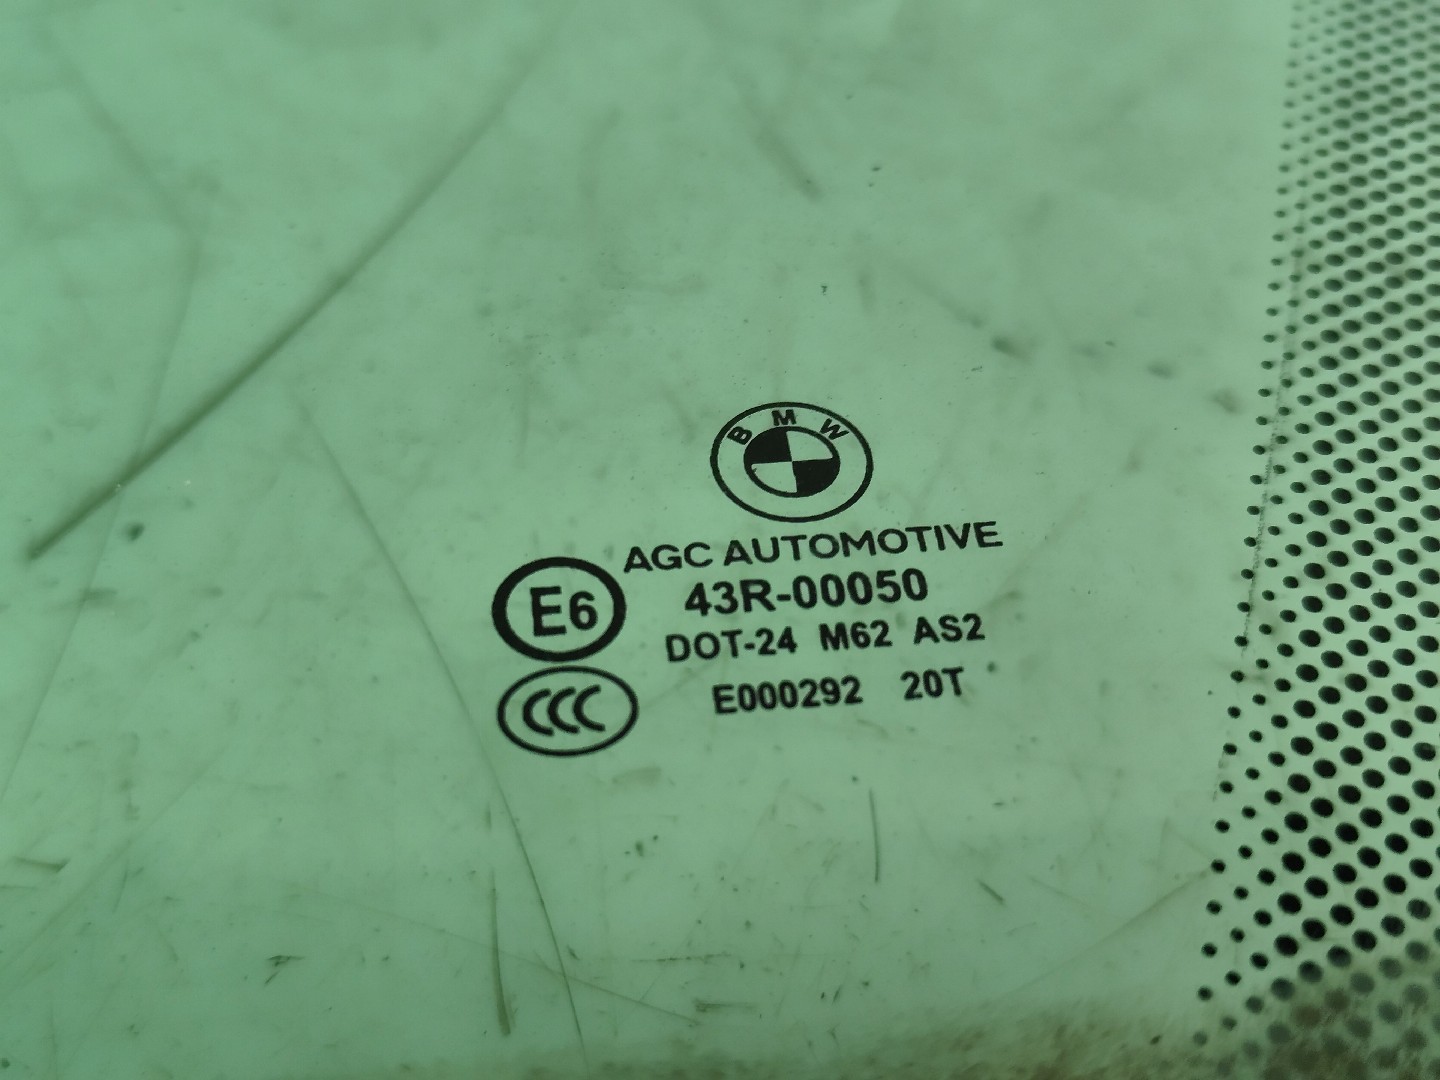 BMW
AGC AUTOMOTIVE
E6 43R-00050
DOT-24 M62 AS2
CCC E000292 20T